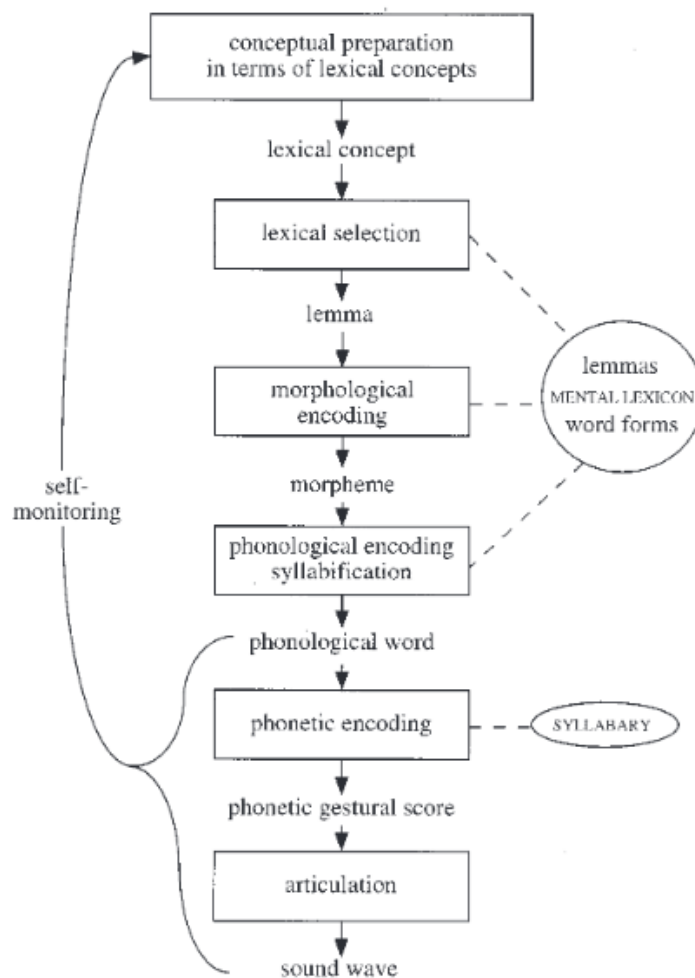 conceptual preparation
in terms of lexical concepts
lexical concept
lexical selection
lemma
lemmas
MENTAL LEXICON
word forms
morphological
encoding
morpheme
self-
monitoring
phonological encoding
syllabification
phonological word
phonetic encoding
SYLLABARY
phonetic gestural score
articulation
sound wave